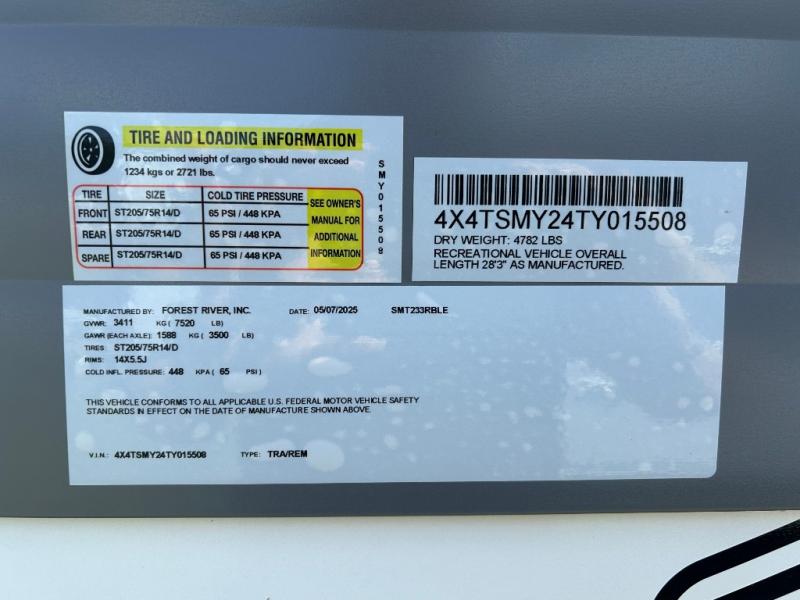 TIRE AND LOADING INFORMATION
The combined weight of cargo should never exceed
1234 kgs or 2721 lbs.
TIRE SIZE COLD TIRE PRESSURE
FRONT ST205/75R14/D 65 PSI / 448 KPA
REAR ST205/75R14/D 65 PSI / 448 KPA
SPARE ST205/75R14/D 65 PSI / 448 KPA
SEE OWNER'S
MANUAL FOR
ADDITIONAL
INFORMATION
SMY015508
4X4TSMY24TY015508
DRY WEIGHT: 4782 LBS
RECREATIONAL VEHICLE OVERALL
LENGTH 28'3" AS MANUFACTURED.
MANUFACTURED BY: FOREST RIVER, INC. DATE: 05/07/2025 SMT233RBLE
GVWR: 3411 KG ( 7520 LB)
GAWR (EACH AXLE): 1588 KG ( 3500 LB)
TIRES: ST205/75R14/D
RIMS: 14X5.5J
COLD INFL. PRESSURE: 448 KPA ( 65 PSI )
THIS VEHICLE CONFORMS TO ALL APPLICABLE U.S. FEDERAL MOTOR VEHICLE SAFETY
STANDARDS IN EFFECT ON THE DATE OF MANUFACTURE SHOWN ABOVE.
V.I.N.: 4X4TSMY24TY015508 TYPE: TRA/REM